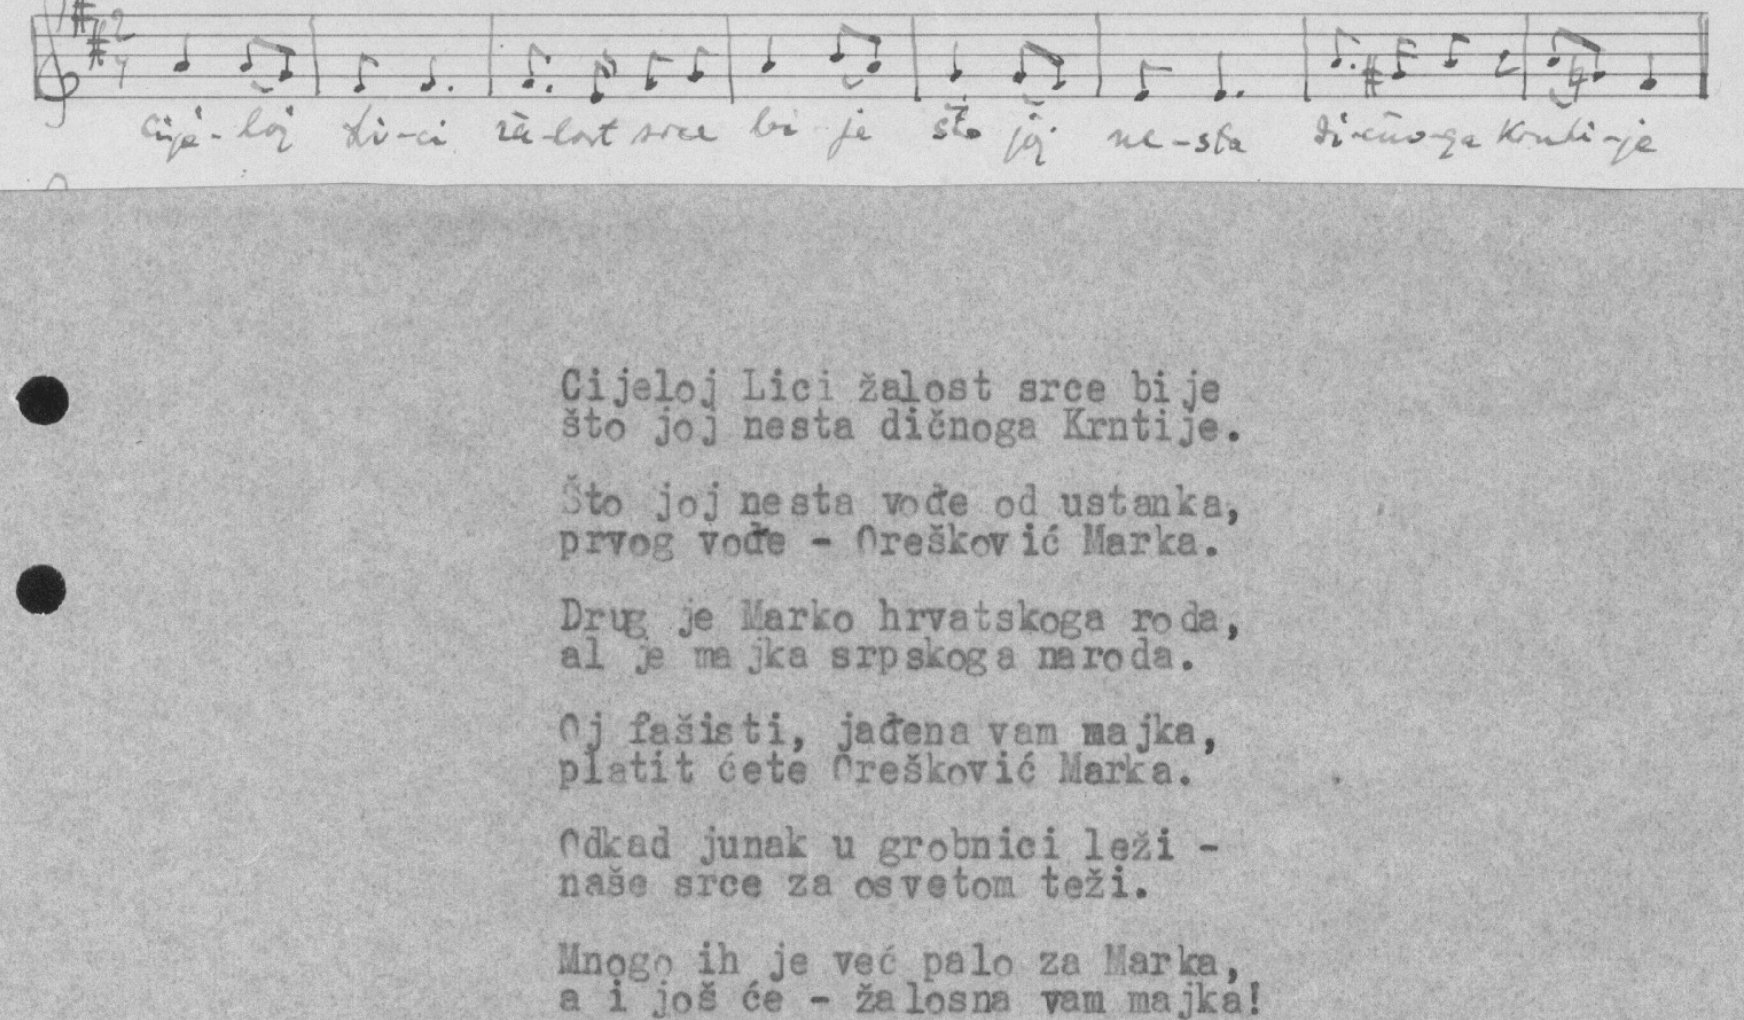 2
4
cije-loj Li-ci ža-lost srce bi-je što joj ne-sta di-čno-ga Krnti-je
Cijeloj Lici žalost srce bije
što joj nesta dičnoga Krntije.
Što joj nesta vođe od ustanka,
prvog vođe - Orešković Marka.
Drug je Marko hrvatskoga roda,
al je majka srpskoga naroda.
Oj fašisti, jađena vam majka,
platit ćete Orešković Marka.
Odkad junak u grobnici leži -
naše srce za osvetom teži.
Mnogo ih je već palo za Marka,
a i još će - žalosna vam majka!